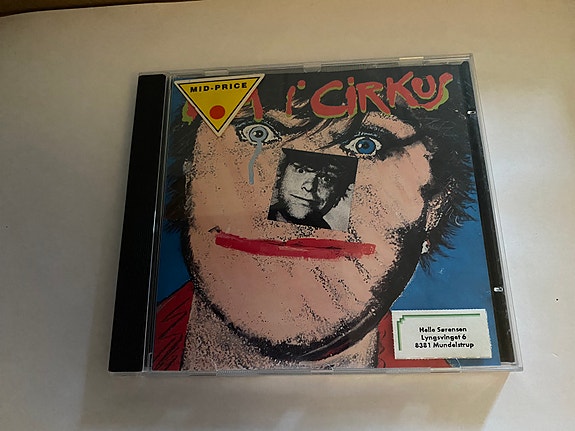 MID-PRICE
i CIRKUS
Helle Sørensen
Lyngsvinget 6
8381 Mundelstrup